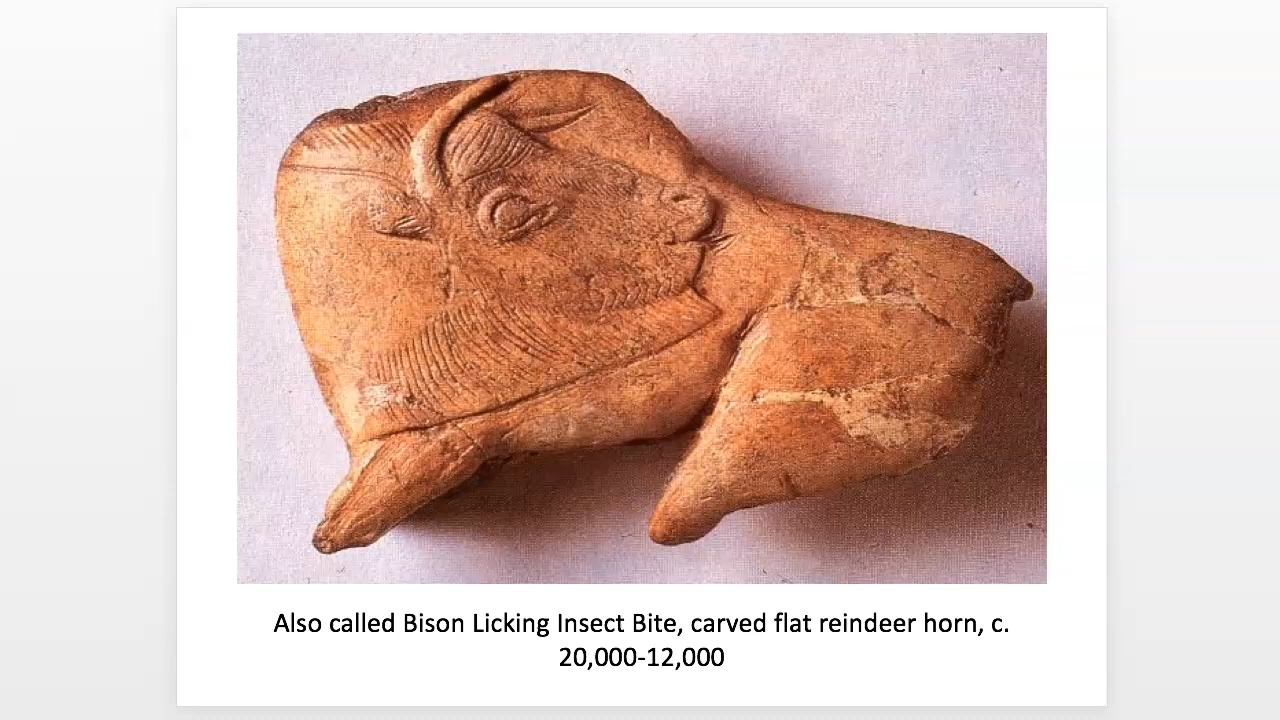 Also called Bison Licking Insect Bite, carved flat reindeer horn, c.
20,000-12,000